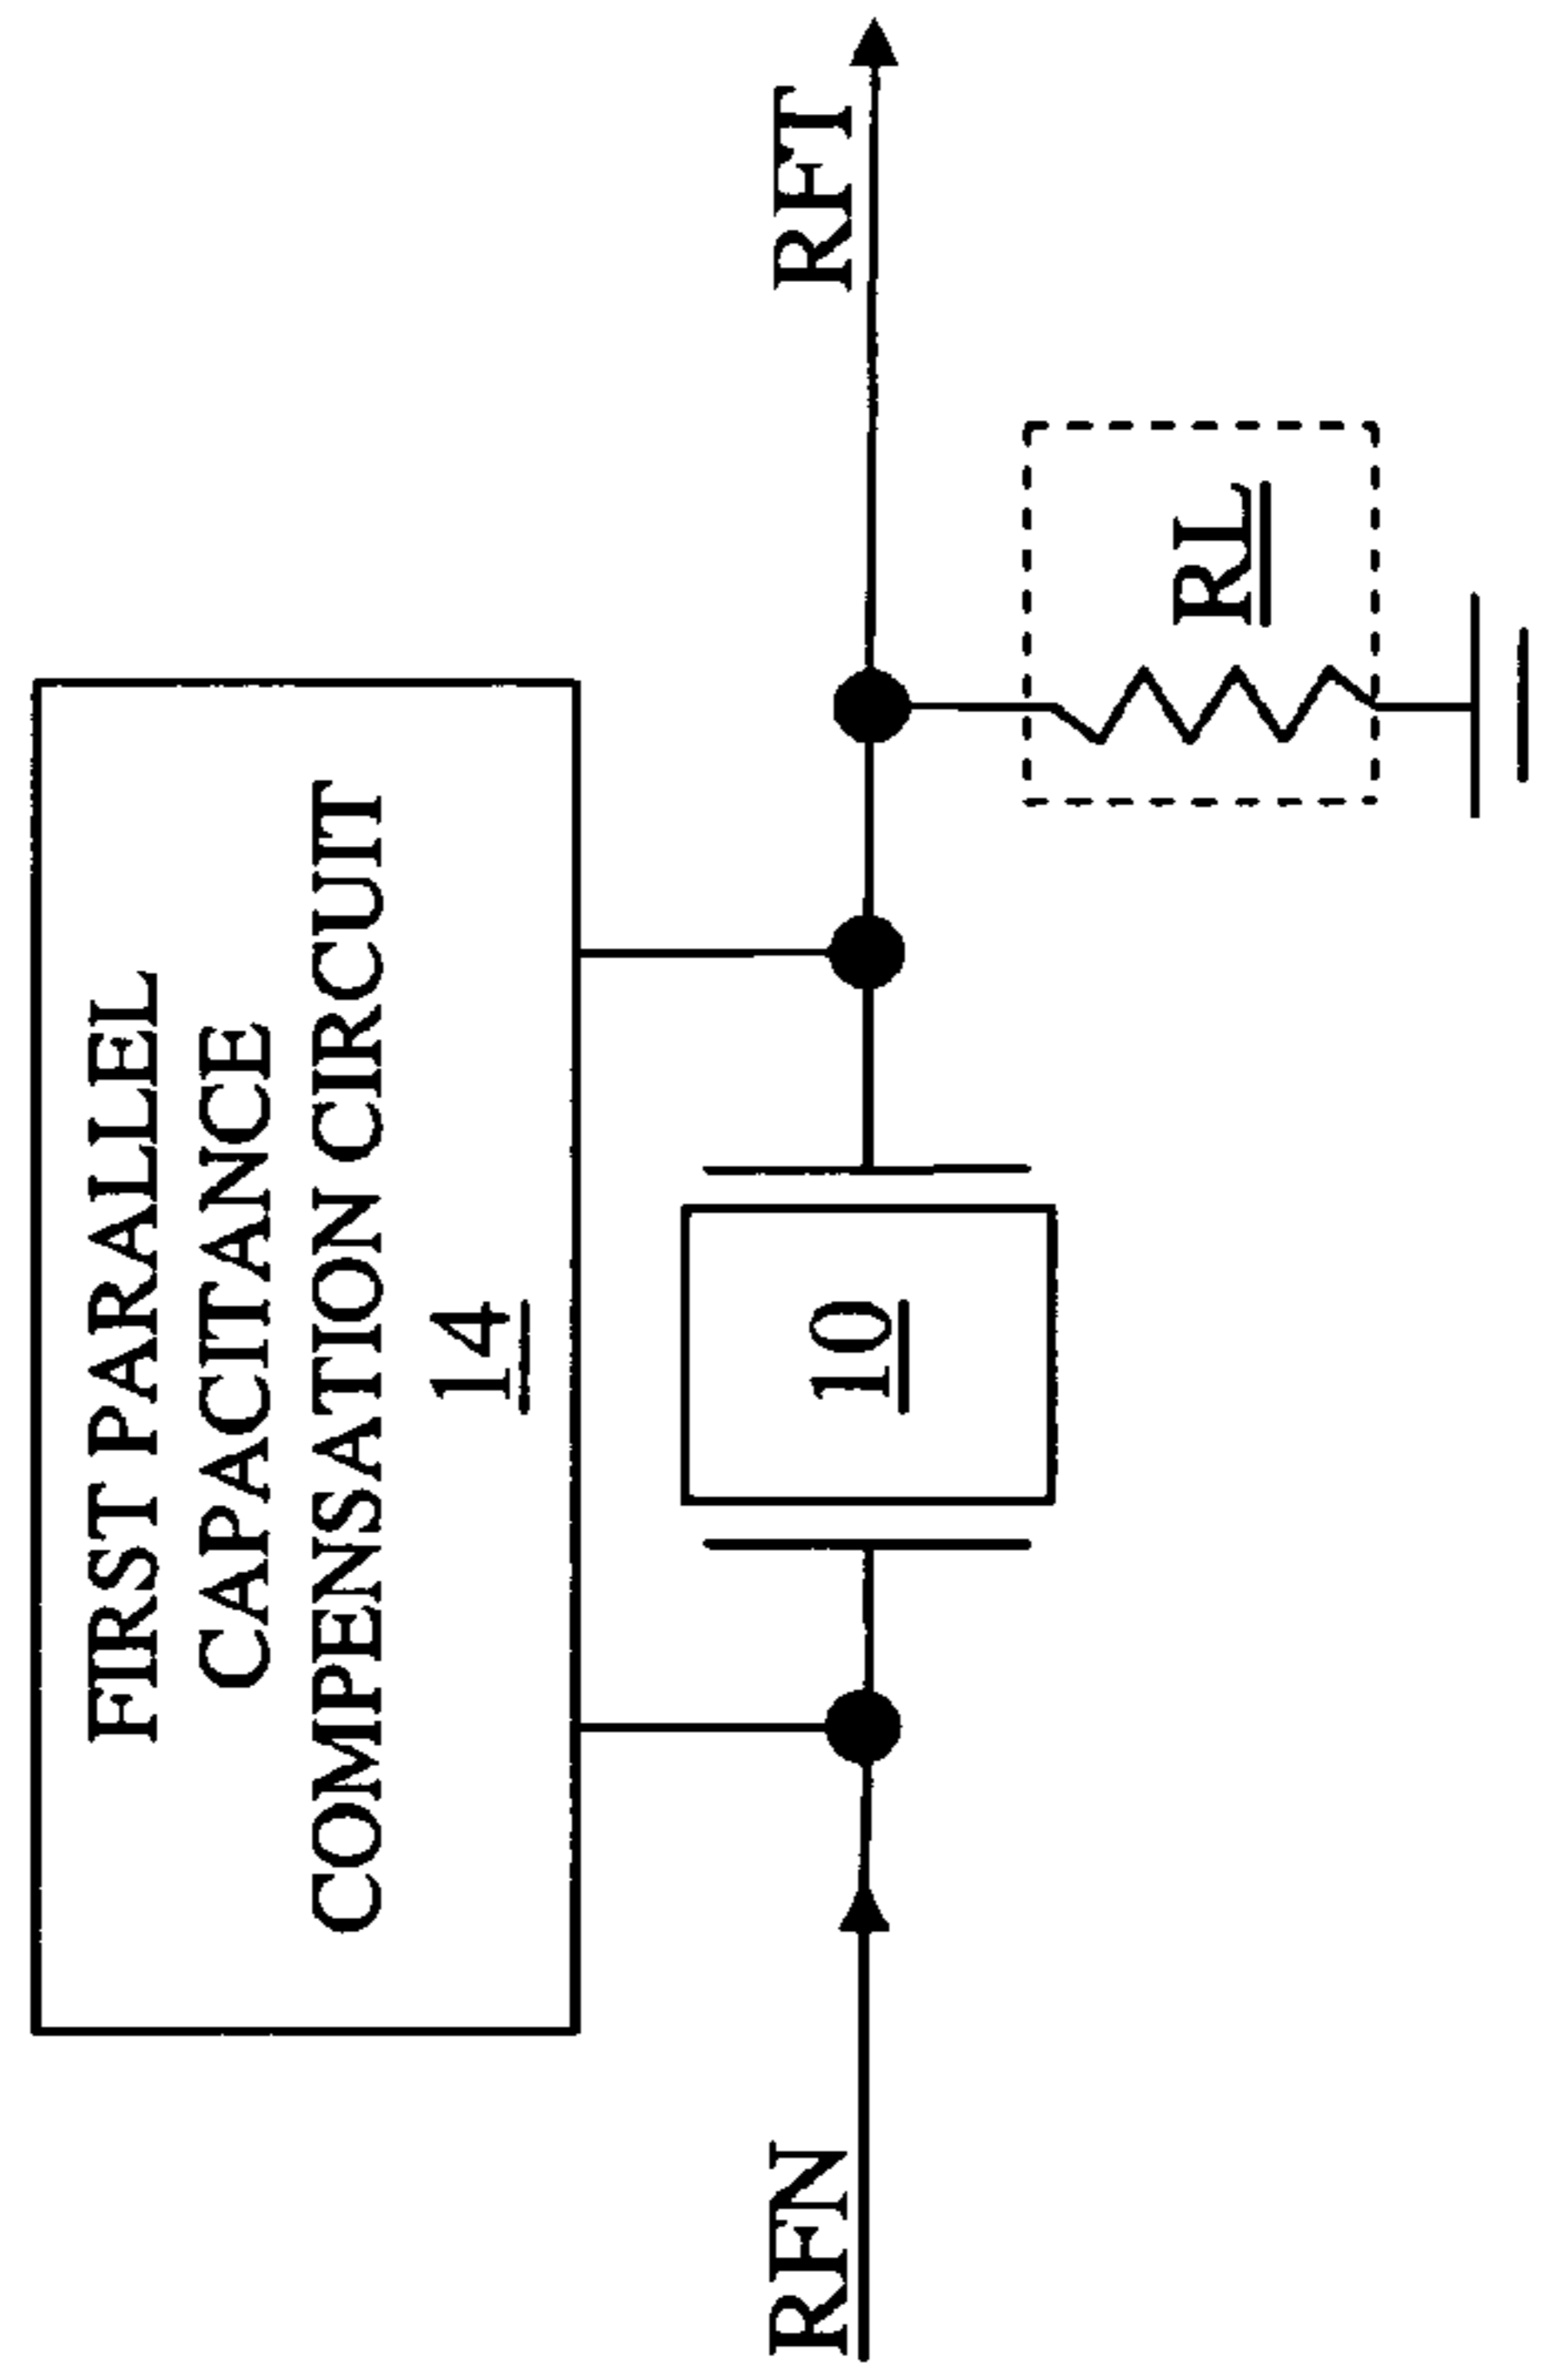 FIRST PARALLEL
CAPACITANCE
COMPENSATION CIRCUIT
14
RFN
10
RFT
RL